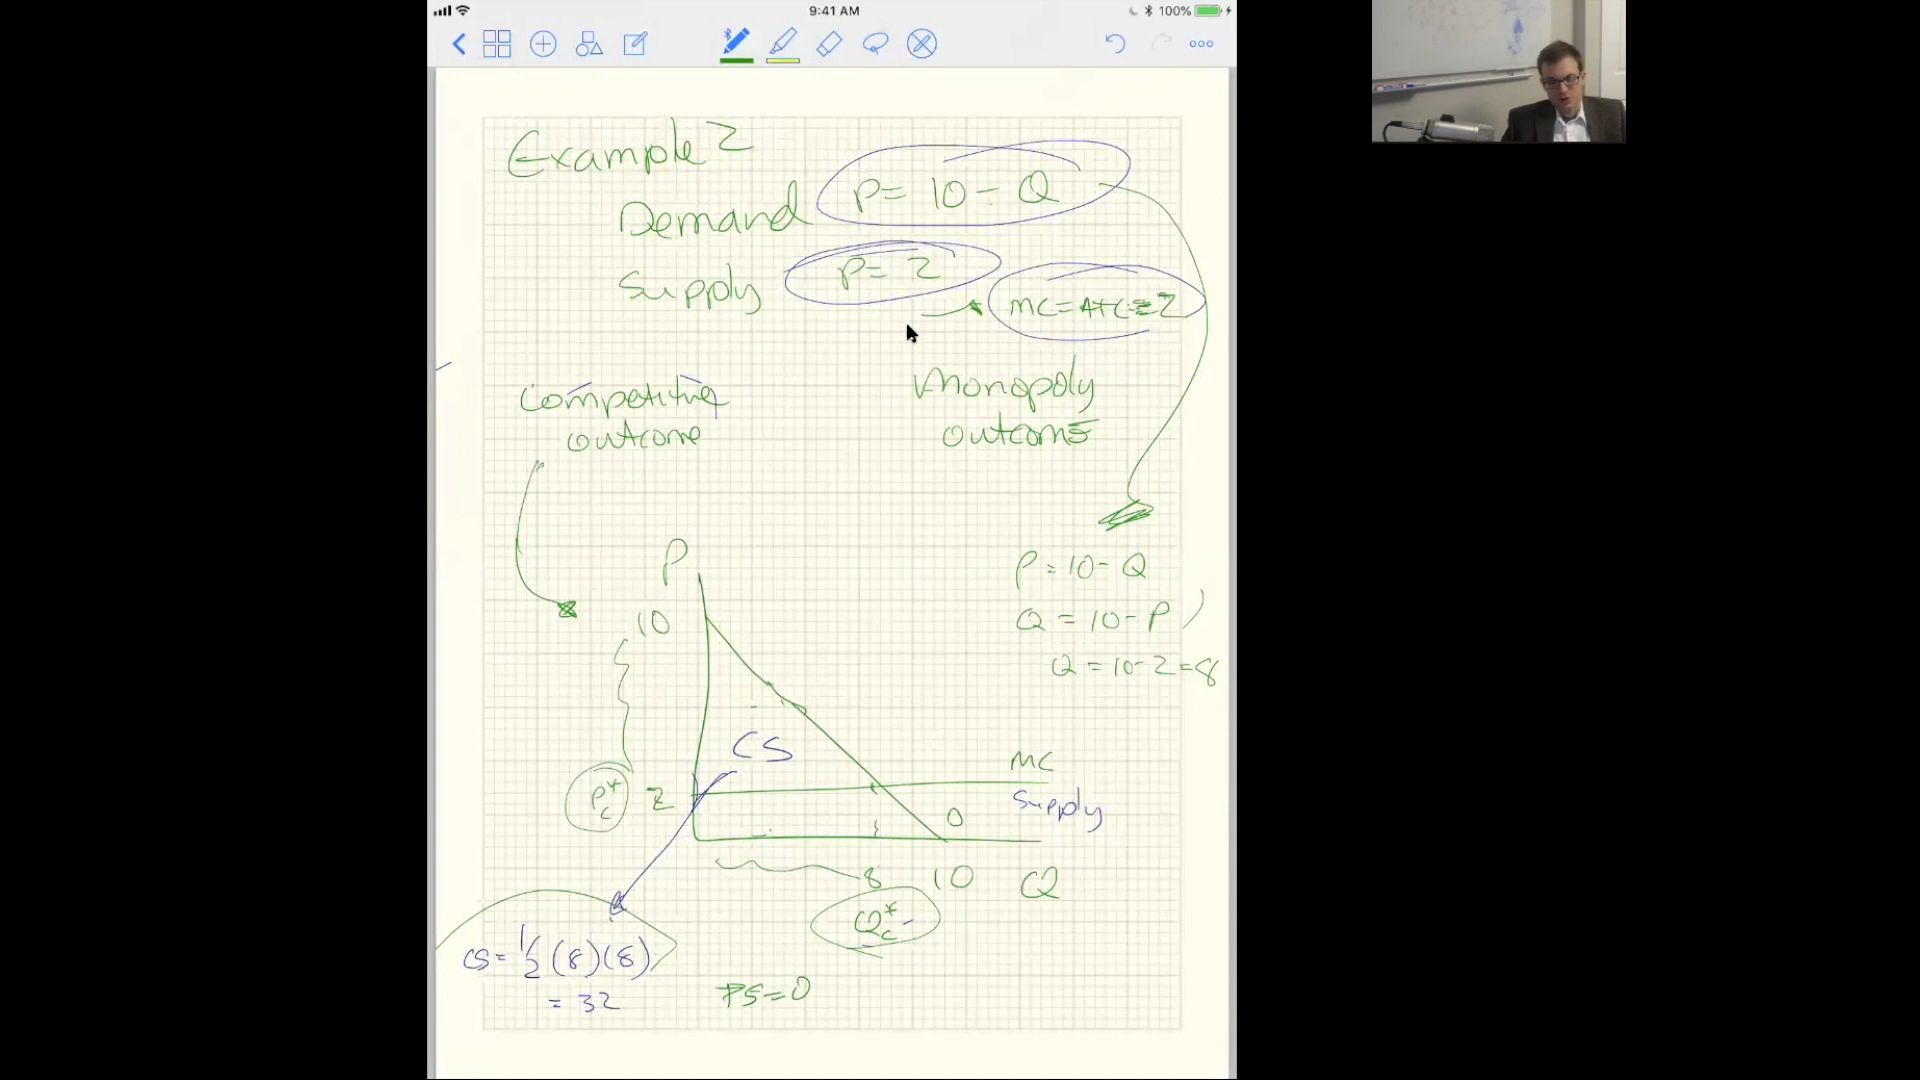 9:41 AM
100%
Example 2
Demand P = 10 - Q
Supply P = 2
MC = ATC = 2
Competitive outcome
Monopoly outcome
P
P = 10 - Q
10
Q = 10 - P
Q = 10 - 2 = 8
CS
MC
P*c 2
Supply
D
8 10 Q
Q*c
CS = 1/2 (8)(8)
= 32
PS = 0